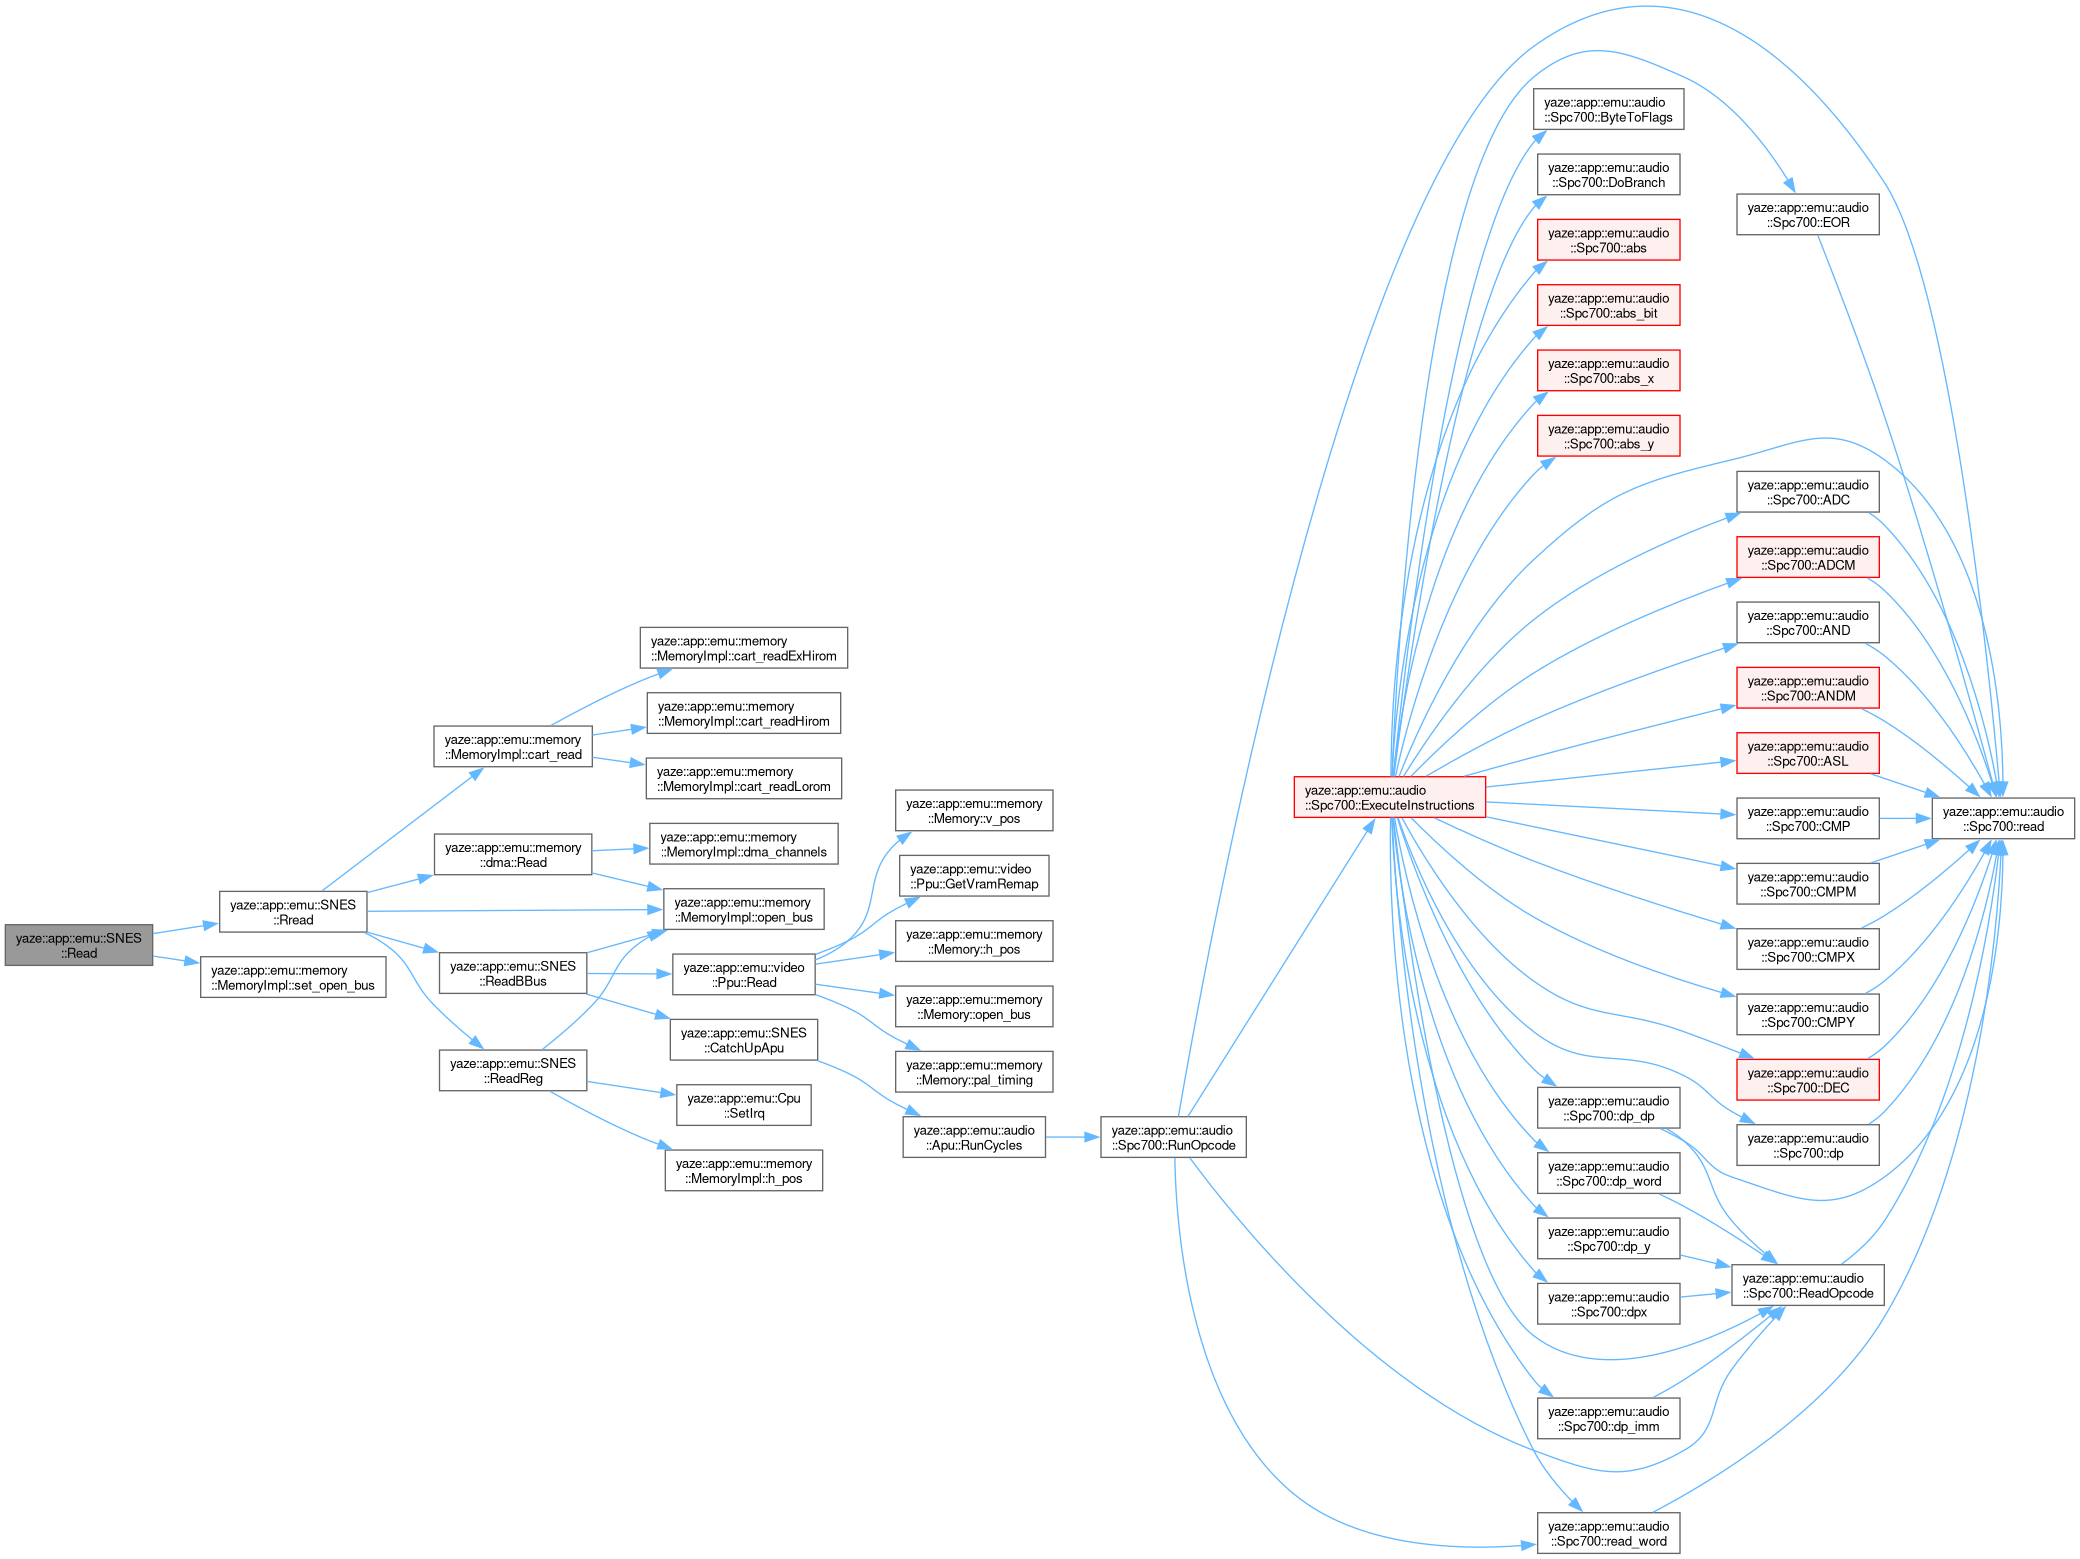 yaze::app::emu::SNES
::Read
yaze::app::emu::SNES
::Rread
yaze::app::emu::memory
::MemoryImpl::set_open_bus
yaze::app::emu::memory
::MemoryImpl::cart_read
yaze::app::emu::memory
::dma::Read
yaze::app::emu::SNES
::ReadBBus
yaze::app::emu::SNES
::ReadReg
yaze::app::emu::memory
::MemoryImpl::cart_readExHirom
yaze::app::emu::memory
::MemoryImpl::cart_readHirom
yaze::app::emu::memory
::MemoryImpl::cart_readLorom
yaze::app::emu::memory
::MemoryImpl::dma_channels
yaze::app::emu::memory
::MemoryImpl::open_bus
yaze::app::emu::video
::Ppu::Read
yaze::app::emu::SNES
::CatchUpApu
yaze::app::emu::Cpu
::SetIrq
yaze::app::emu::memory
::MemoryImpl::h_pos
yaze::app::emu::memory
::Memory::v_pos
yaze::app::emu::video
::Ppu::GetVramRemap
yaze::app::emu::memory
::Memory::h_pos
yaze::app::emu::memory
::Memory::open_bus
yaze::app::emu::memory
::Memory::pal_timing
yaze::app::emu::audio
::Apu::RunCycles
yaze::app::emu::audio
::Spc700::RunOpcode
yaze::app::emu::audio
::Spc700::ExecuteInstructions
yaze::app::emu::audio
::Spc700::ByteToFlags
yaze::app::emu::audio
::Spc700::DoBranch
yaze::app::emu::audio
::Spc700::abs
yaze::app::emu::audio
::Spc700::abs_bit
yaze::app::emu::audio
::Spc700::abs_x
yaze::app::emu::audio
::Spc700::abs_y
yaze::app::emu::audio
::Spc700::dp_dp
yaze::app::emu::audio
::Spc700::dp_word
yaze::app::emu::audio
::Spc700::dp_y
yaze::app::emu::audio
::Spc700::dpx
yaze::app::emu::audio
::Spc700::dp_imm
yaze::app::emu::audio
::Spc700::read_word
yaze::app::emu::audio
::Spc700::EOR
yaze::app::emu::audio
::Spc700::ADC
yaze::app::emu::audio
::Spc700::ADCM
yaze::app::emu::audio
::Spc700::AND
yaze::app::emu::audio
::Spc700::ANDM
yaze::app::emu::audio
::Spc700::ASL
yaze::app::emu::audio
::Spc700::CMP
yaze::app::emu::audio
::Spc700::CMPM
yaze::app::emu::audio
::Spc700::CMPX
yaze::app::emu::audio
::Spc700::CMPY
yaze::app::emu::audio
::Spc700::DEC
yaze::app::emu::audio
::Spc700::dp
yaze::app::emu::audio
::Spc700::ReadOpcode
yaze::app::emu::audio
::Spc700::read